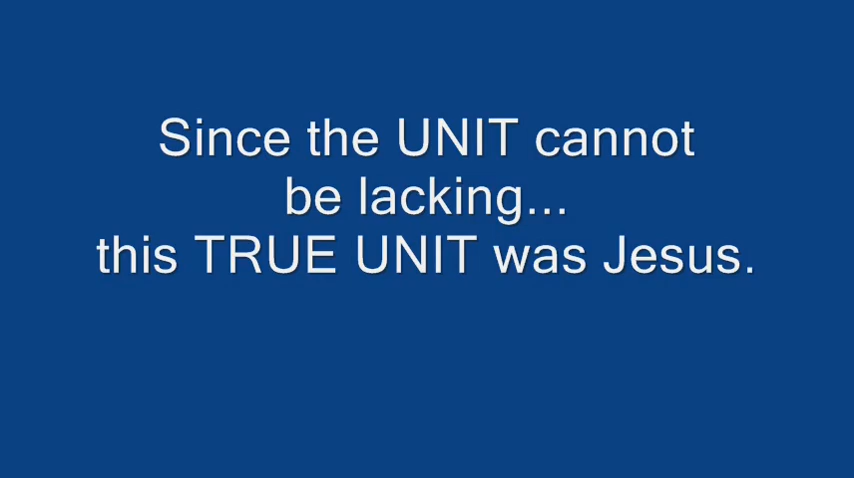 Since the UNIT cannot
be lacking...
this TRUE UNIT was Jesus.